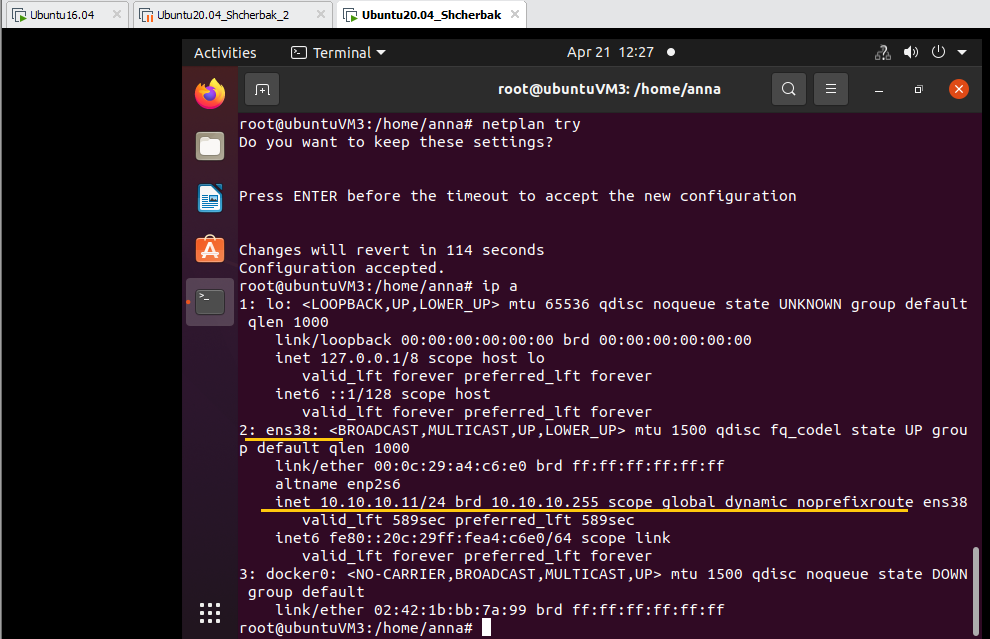 Ubuntu16.04
Ubuntu20.04_Shcherbak_2
Ubuntu20.04_Shcherbak
Activities
Terminal
Apr 21 12:27
root@ubuntuVM3: /home/anna
root@ubuntuVM3:/home/anna# netplan try
Do you want to keep these settings?
Press ENTER before the timeout to accept the new configuration
Changes will revert in 114 seconds
Configuration accepted.
root@ubuntuVM3:/home/anna# ip a
1: lo: <LOOPBACK,UP,LOWER_UP> mtu 65536 qdisc noqueue state UNKNOWN group default
qlen 1000
link/loopback 00:00:00:00:00:00 brd 00:00:00:00:00:00
inet 127.0.0.1/8 scope host lo
valid_lft forever preferred_lft forever
inet6 ::1/128 scope host
valid_lft forever preferred_lft forever
2: ens38: <BROADCAST,MULTICAST,UP,LOWER_UP> mtu 1500 qdisc fq_codel state UP grou
p default qlen 1000
link/ether 00:0c:29:a4:c6:e0 brd ff:ff:ff:ff:ff:ff
altname enp2s6
inet 10.10.10.11/24 brd 10.10.10.255 scope global dynamic noprefixroute ens38
valid_lft 589sec preferred_lft 589sec
inet6 fe80::20c:29ff:fea4:c6e0/64 scope link
valid_lft forever preferred_lft forever
3: docker0: <NO-CARRIER,BROADCAST,MULTICAST,UP> mtu 1500 qdisc noqueue state DOWN
group default
link/ether 02:42:1b:bb:7a:99 brd ff:ff:ff:ff:ff:ff
root@ubuntuVM3:/home/anna#